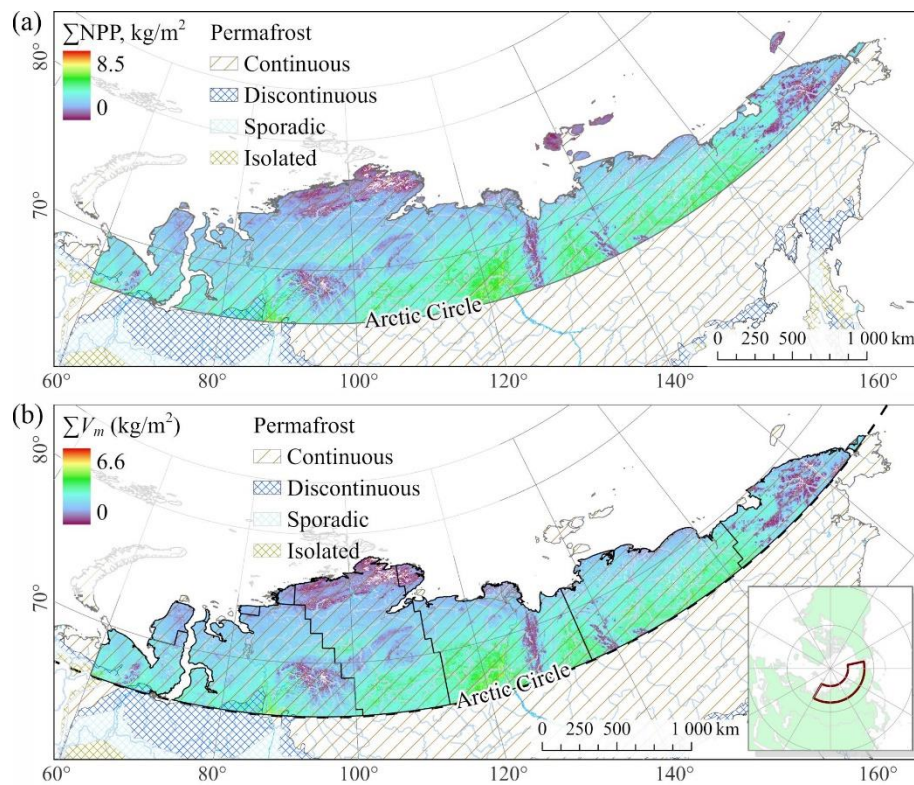 (a)
∑NPP, kg/m²
8.5
0
Permafrost
Continuous
Discontinuous
Sporadic
Isolated
80°
70°
Arctic Circle
0 250 500 1 000 km
60° 80° 100° 120° 140° 160°
(b)
∑Vm (kg/m²)
6.6
0
Permafrost
Continuous
Discontinuous
Sporadic
Isolated
80°
70°
Arctic Circle
0 250 500 1 000 km
60° 80° 100° 120° 140° 160°